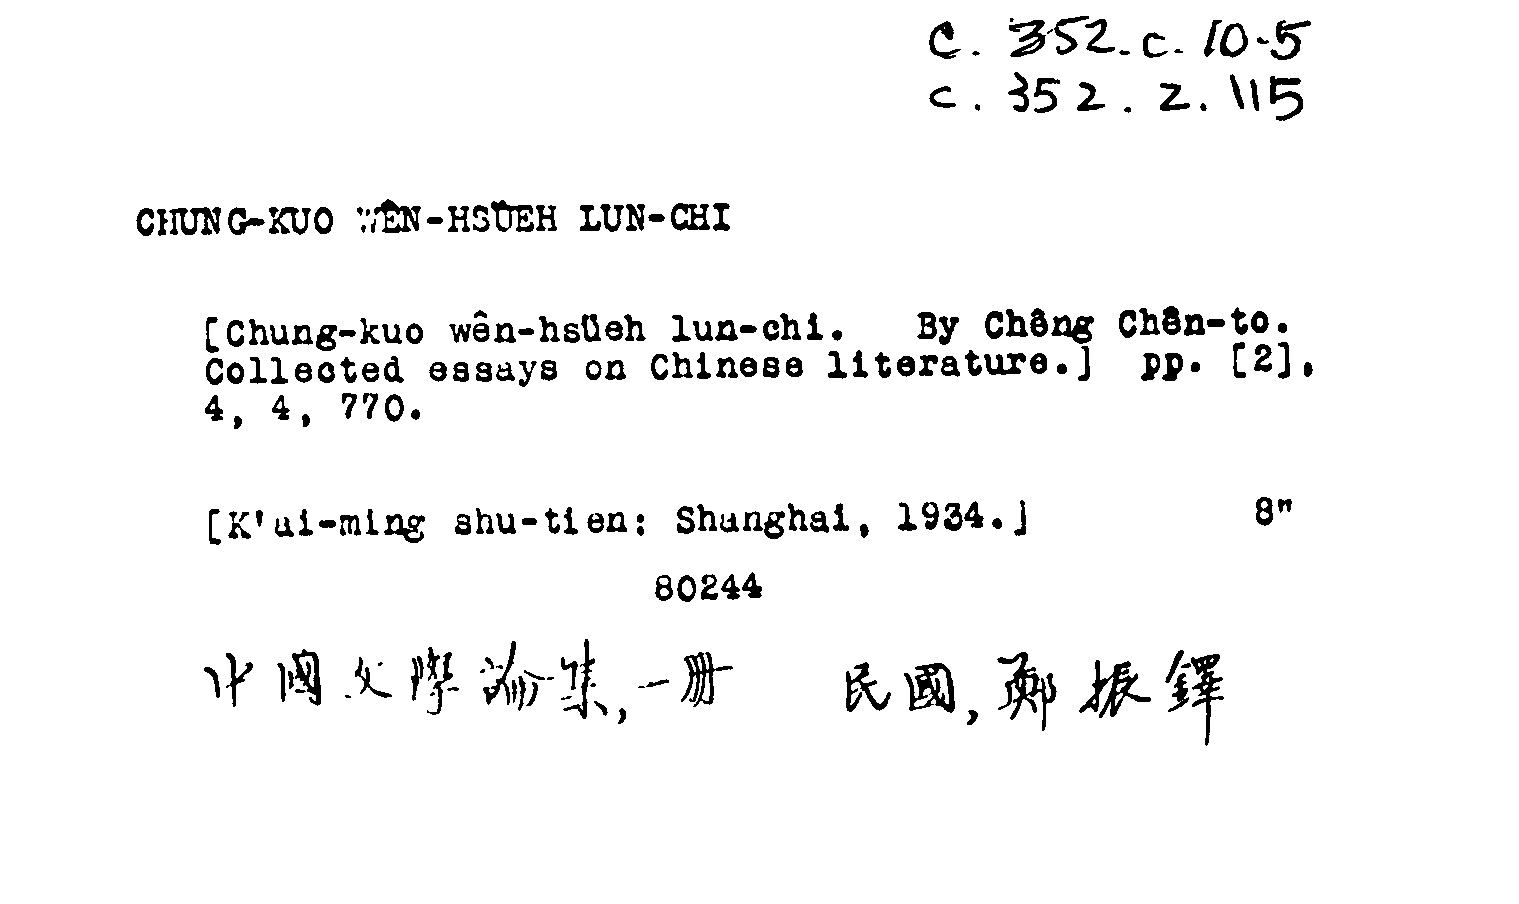 C. 352.c.10-5
c. 352. z. 115
CHUNG-KUO WÊN-HSÜEH LUN-CHI
[Chung-kuo wên-hsüeh lun-chi. By Chêng Chên-to.
Collected essays on Chinese literature.] pp. [2],
4, 4, 770.
[K'ai-ming shu-tien: Shanghai, 1934.] 8"
80244
中國文學論集,一冊 民國,鄭振鐸